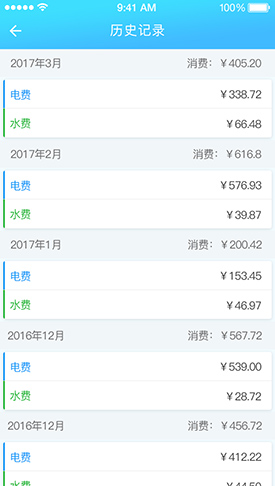 9:41 AM 100%
历史记录
2017年3月 消费：￥405.20
电费 ￥338.72
水费 ￥66.48
2017年2月 消费：￥616.8
电费 ￥576.93
水费 ￥39.87
2017年1月 消费：￥200.42
电费 ￥153.45
水费 ￥46.97
2016年12月 消费：￥567.72
电费 ￥539.00
水费 ￥28.72
2016年12月 消费：￥456.72
电费 ￥412.22
水费 ￥44.50